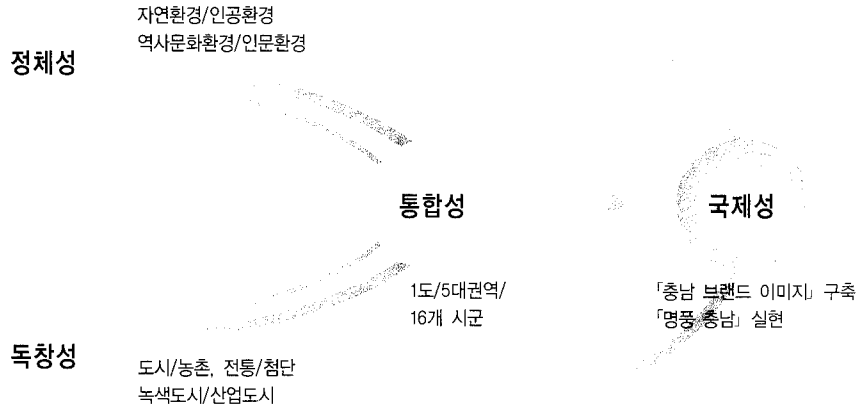 자연환경/인공환경
역사문화환경/인문환경
정체성
통합성
국제성
1도/5대권역/
16개 시군
「충남 브랜드 이미지」 구축
「명품 충남」 실현
독창성
도시/농촌, 전통/첨단
녹색도시/산업도시